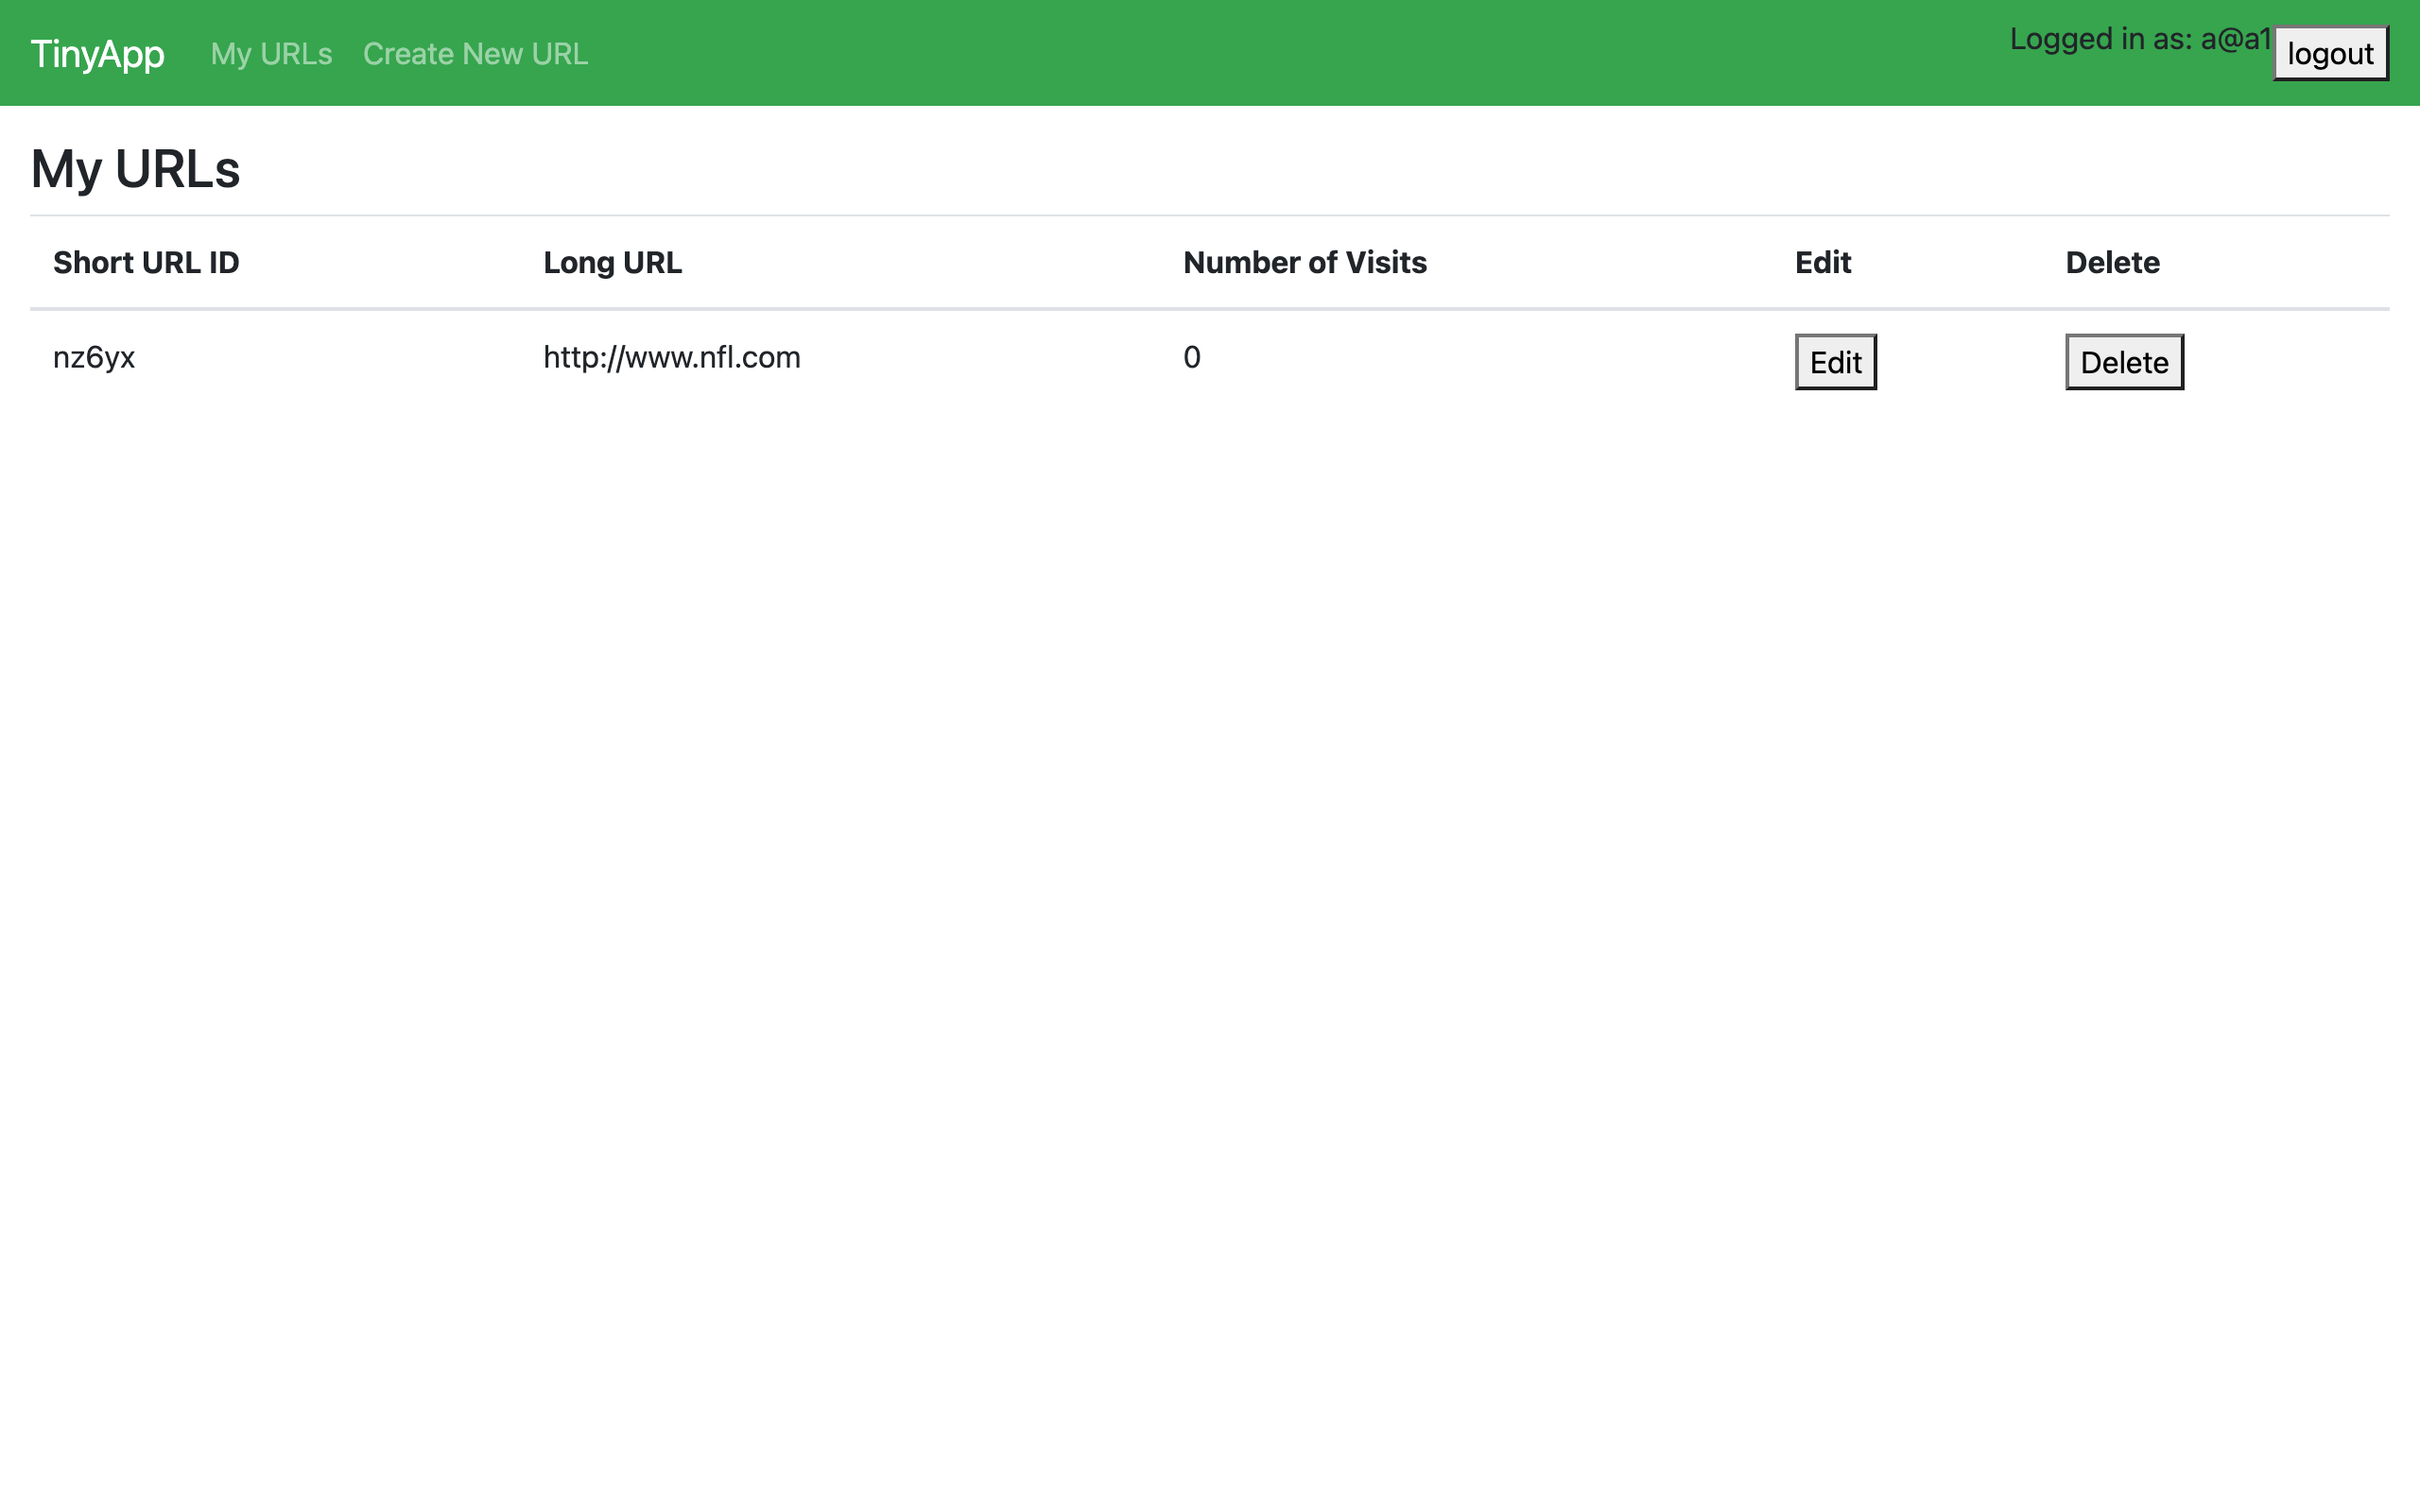 TinyApp My URLs Create New URL Logged in as: a@a1 logout
My URLs
Short URL ID Long URL Number of Visits Edit Delete
nz6yx http://www.nfl.com 0 Edit Delete